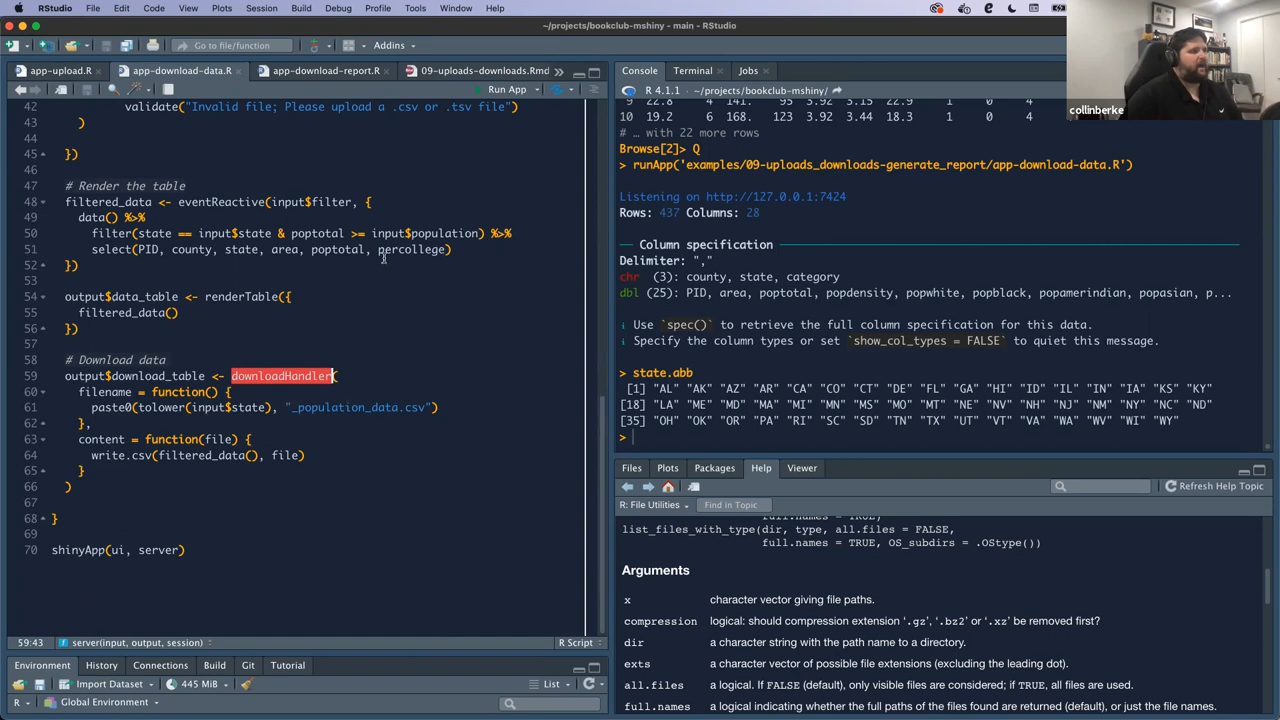 RStudio File Edit Code View Plots Session Build Debug Profile Tools Window Help
~/projects/bookclub-mshiny - main - RStudio
Go to file/function Addins
app-upload.R app-download-data.R app-download-report.R 09-uploads-downloads.Rmd
Run App
42 validate("Invalid file; Please upload a .csv or .tsv file")
43 )
44
45 })
46
47 # Render the table
48 filtered_data <- eventReactive(input$filter, {
49 data() %>%
50 filter(state == input$state & poptotal >= input$population) %>%
51 select(PID, county, state, area, poptotal, percollege)
52 })
53
54 output$data_table <- renderTable({
55 filtered_data()
56 })
57
58 # Download data
59 output$download_table <- downloadHandler(
60 filename = function() {
61 paste0(tolower(input$state), "_population_data.csv")
62 },
63 content = function(file) {
64 write.csv(filtered_data(), file)
65 }
66 )
67
68 }
69
70 shinyApp(ui, server)
59:43 server(input, output, session) R Script
Environment History Connections Build Git Tutorial
Import Dataset 445 MiB List
R Global Environment
Console Terminal Jobs
R 4.1.1 . ~/projects/bookclub-mshiny/
9 22.8 4 141. 95 3.92 3.15 22.9 1 0 4
10 19.2 6 168. 123 3.92 3.44 18.3 1 0 4
# … with 22 more rows
Browse[2]> Q
> runApp('examples/09-uploads_downloads-generate_report/app-download-data.R')
Listening on http://127.0.0.1:7424
Rows: 437 Columns: 28
Column specification
Delimiter: ","
chr (3): county, state, category
dbl (25): PID, area, poptotal, popdensity, popwhite, popblack, popamerindian, popasian, p...
ℹ Use `spec()` to retrieve the full column specification for this data.
ℹ Specify the column types or set `show_col_types = FALSE` to quiet this message.
> state.abb
[1] "AL" "AK" "AZ" "AR" "CA" "CO" "CT" "DE" "FL" "GA" "HI" "ID" "IL" "IN" "IA" "KS" "KY"
[18] "LA" "ME" "MD" "MA" "MI" "MN" "MS" "MO" "MT" "NE" "NV" "NH" "NJ" "NM" "NY" "NC" "ND"
[35] "OH" "OK" "OR" "PA" "RI" "SC" "SD" "TN" "TX" "UT" "VT" "VA" "WA" "WV" "WI" "WY"
>
Files Plots Packages Help Viewer
Refresh Help Topic
R: File Utilities Find in Topic
full.names = TRUE)
list_files_with_type(dir, type, all.files = FALSE,
full.names = TRUE, OS_subdirs = .OStype())
Arguments
x character vector giving file paths.
compression logical: should compression extension ‘.gz’, ‘.bz2’ or ‘.xz’ be removed first?
dir a character string with the path name to a directory.
exts a character vector of possible file extensions (excluding the leading dot).
all.files a logical. If FALSE (default), only visible files are considered; if TRUE, all files are used.
full.names a logical indicating whether the full paths of the files found are returned (default), or just the file names.
collinberke